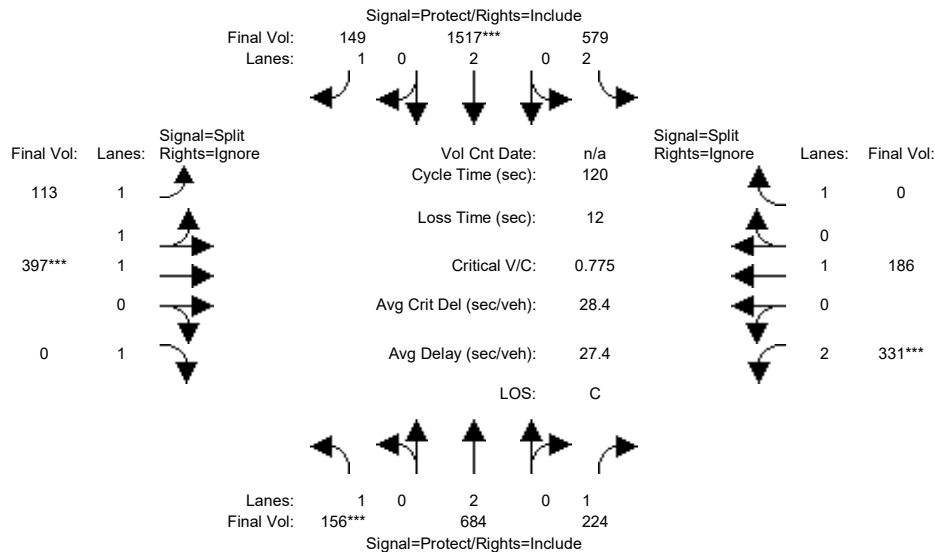 Signal=Protect/Rights=Include
Final Vol: 149 1517*** 579
Lanes: 1 0 2 0 2
Signal=Split
Final Vol: Lanes: Rights=Ignore
Vol Cnt Date: n/a
Signal=Split
Rights=Ignore Lanes: Final Vol:
Cycle Time (sec): 120
113 1
1 0
Loss Time (sec): 12
1
0
397*** 1
Critical V/C: 0.775
1 186
0
Avg Crit Del (sec/veh): 28.4
0
0 1
Avg Delay (sec/veh): 27.4
2 331***
LOS: C
Lanes: 1 0 2 0 1
Final Vol: 156*** 684 224
Signal=Protect/Rights=Include